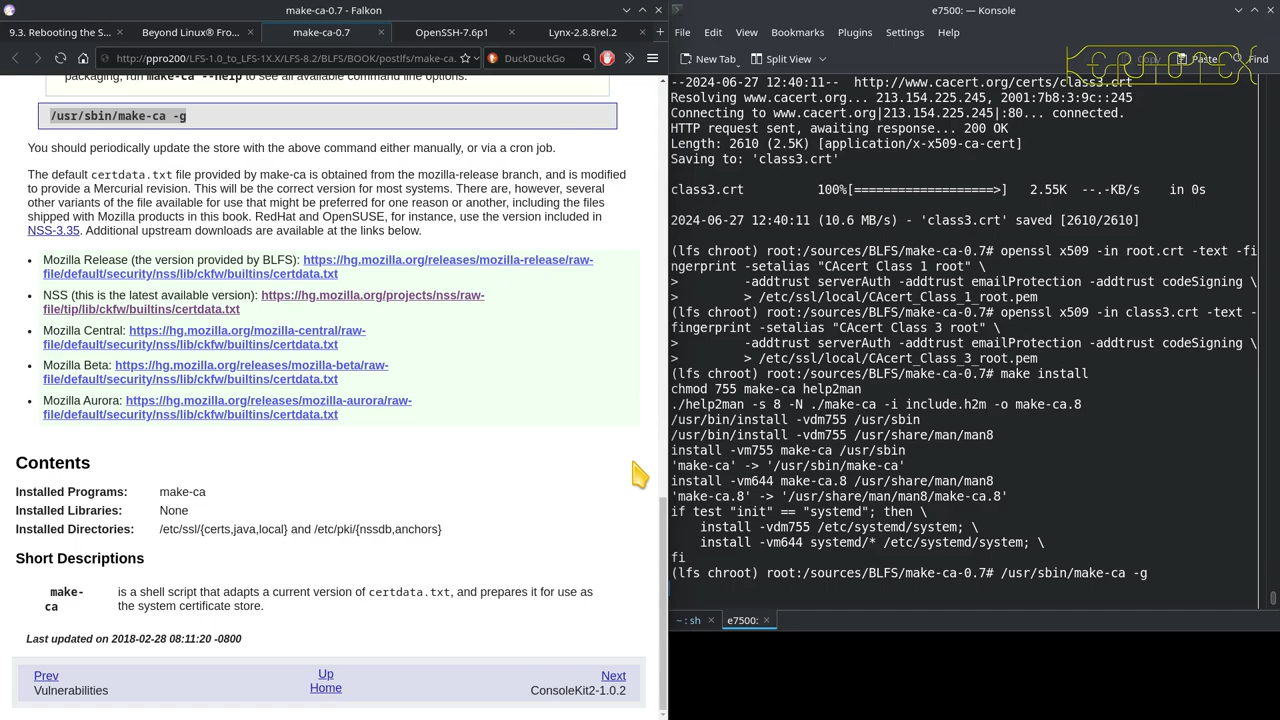 make-ca-0.7 - Falkon
9.3. Rebooting the S...
Beyond Linux® Fro...
make-ca-0.7
OpenSSH-7.6p1
Lynx-2.8.8rel.2
http://ppro200/LFS-1.0_to_LFS-1X.X/LFS-8.2/BLFS/BOOK/postlfs/make-ca.
DuckDuckGo
packaging, run make-ca --help to see all available command line options.
/usr/sbin/make-ca -g
You should periodically update the store with the above command either manually, or via a cron job.
The default certdata.txt file provided by make-ca is obtained from the mozilla-release branch, and is modified
to provide a Mercurial revision. This will be the correct version for most systems. There are, however, several
other variants of the file available for use that might be preferred for one reason or another, including the files
shipped with Mozilla products in this book. RedHat and OpenSUSE, for instance, use the version included in
NSS-3.35. Additional upstream downloads are available at the links below.
• Mozilla Release (the version provided by BLFS): https://hg.mozilla.org/releases/mozilla-release/raw-
file/default/security/nss/lib/ckfw/builtins/certdata.txt
• NSS (this is the latest available version): https://hg.mozilla.org/projects/nss/raw-
file/tip/lib/ckfw/builtins/certdata.txt
• Mozilla Central: https://hg.mozilla.org/mozilla-central/raw-
file/default/security/nss/lib/ckfw/builtins/certdata.txt
• Mozilla Beta: https://hg.mozilla.org/releases/mozilla-beta/raw-
file/default/security/nss/lib/ckfw/builtins/certdata.txt
• Mozilla Aurora: https://hg.mozilla.org/releases/mozilla-aurora/raw-
file/default/security/nss/lib/ckfw/builtins/certdata.txt
Contents
Installed Programs: make-ca
Installed Libraries: None
Installed Directories: /etc/ssl/{certs,java,local} and /etc/pki/{nssdb,anchors}
Short Descriptions
make- is a shell script that adapts a current version of certdata.txt, and prepares it for use as
ca the system certificate store.
Last updated on 2018-02-28 08:11:20 -0800
Prev Up Next
Vulnerabilities Home ConsoleKit2-1.0.2
e7500: — Konsole
File Edit View Bookmarks Plugins Settings Help
New Tab Split View Copy Paste Find
--2024-06-27 12:40:11-- http://www.cacert.org/certs/class3.crt
Resolving www.cacert.org... 213.154.225.245, 2001:7b8:3:9c::245
Connecting to www.cacert.org|213.154.225.245|:80... connected.
HTTP request sent, awaiting response... 200 OK
Length: 2610 (2.5K) [application/x-x509-ca-cert]
Saving to: 'class3.crt'
class3.crt 100%[===================>] 2.55K --.-KB/s in 0s
2024-06-27 12:40:11 (10.6 MB/s) - 'class3.crt' saved [2610/2610]
(lfs chroot) root:/sources/BLFS/make-ca-0.7# openssl x509 -in root.crt -text -fi
ngerprint -setalias "CAcert Class 1 root" \
> -addtrust serverAuth -addtrust emailProtection -addtrust codeSigning \
> > /etc/ssl/local/CAcert_Class_1_root.pem
(lfs chroot) root:/sources/BLFS/make-ca-0.7# openssl x509 -in class3.crt -text -
fingerprint -setalias "CAcert Class 3 root" \
> -addtrust serverAuth -addtrust emailProtection -addtrust codeSigning \
> > /etc/ssl/local/CAcert_Class_3_root.pem
(lfs chroot) root:/sources/BLFS/make-ca-0.7# make install
chmod 755 make-ca help2man
./help2man -s 8 -N ./make-ca -i include.h2m -o make-ca.8
/usr/bin/install -vdm755 /usr/sbin
/usr/bin/install -vdm755 /usr/share/man/man8
install -vm755 make-ca /usr/sbin
'make-ca' -> '/usr/sbin/make-ca'
install -vm644 make-ca.8 /usr/share/man/man8
'make-ca.8' -> '/usr/share/man/man8/make-ca.8'
if test "init" == "systemd"; then \
install -vdm755 /etc/systemd/system; \
install -vm644 systemd/* /etc/systemd/system; \
fi
(lfs chroot) root:/sources/BLFS/make-ca-0.7# /usr/sbin/make-ca -g
~ : sh
e7500: